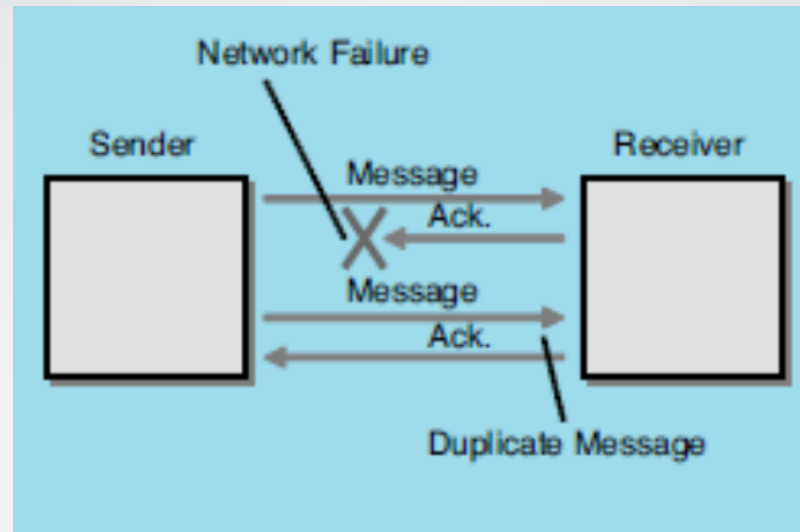 Network Failure
Sender
Receiver
Message
Ack.
Message
Ack.
Duplicate Message